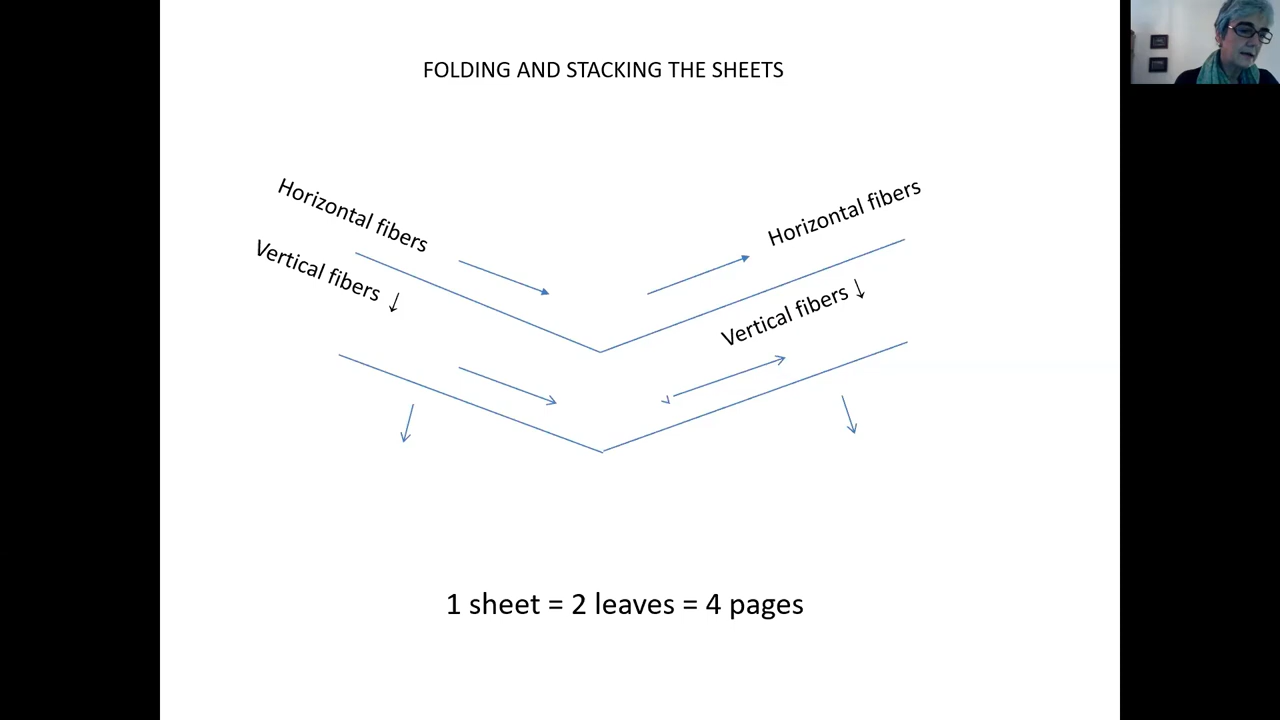 FOLDING AND STACKING THE SHEETS
Horizontal fibers
Horizontal fibers
Vertical fibers ↓
Vertical fibers ↓
1 sheet = 2 leaves = 4 pages